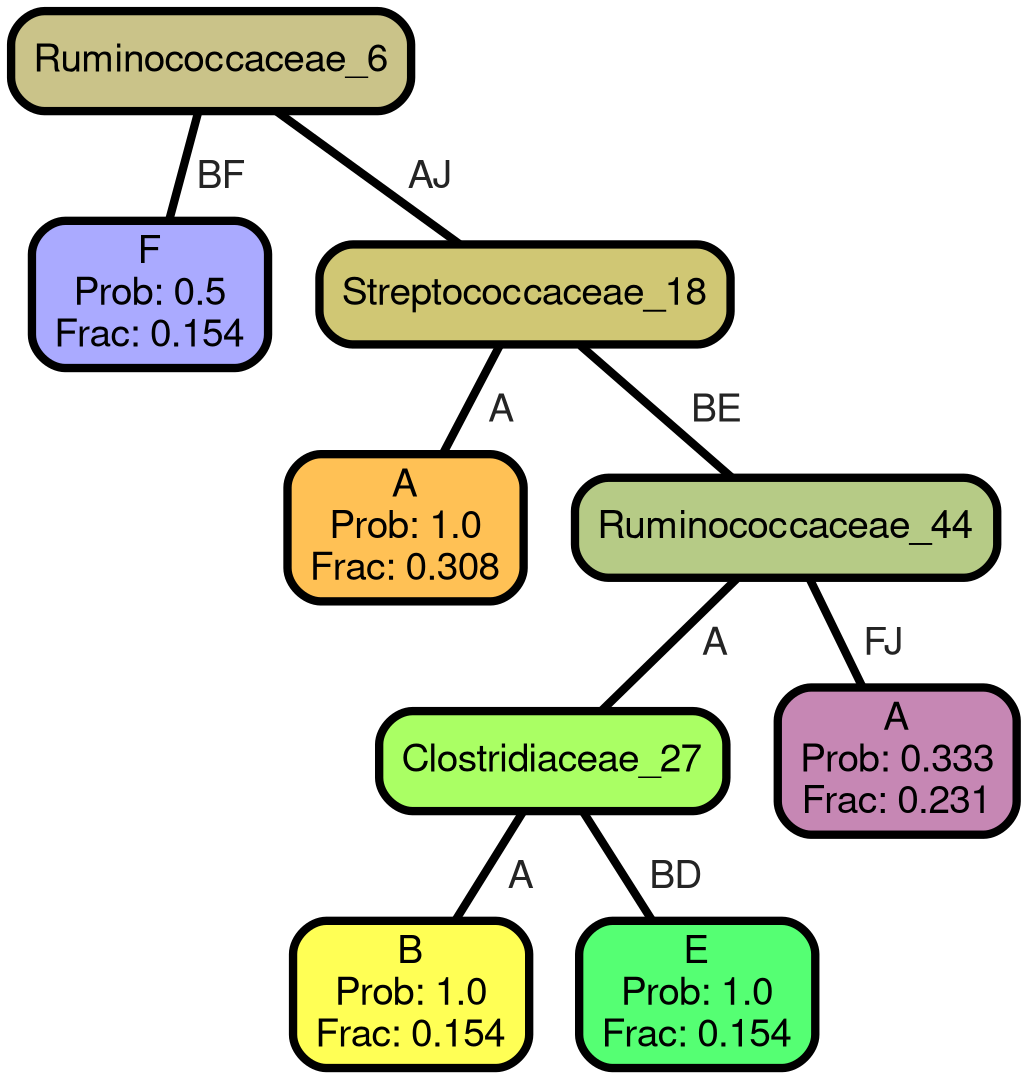 Ruminococcaceae_6
BF
AJ
F
Prob: 0.5
Frac: 0.154
Streptococcaceae_18
A
BE
A
Prob: 1.0
Frac: 0.308
Ruminococcaceae_44
A
FJ
Clostridiaceae_27
A
Prob: 0.333
Frac: 0.231
A
BD
B
Prob: 1.0
Frac: 0.154
E
Prob: 1.0
Frac: 0.154